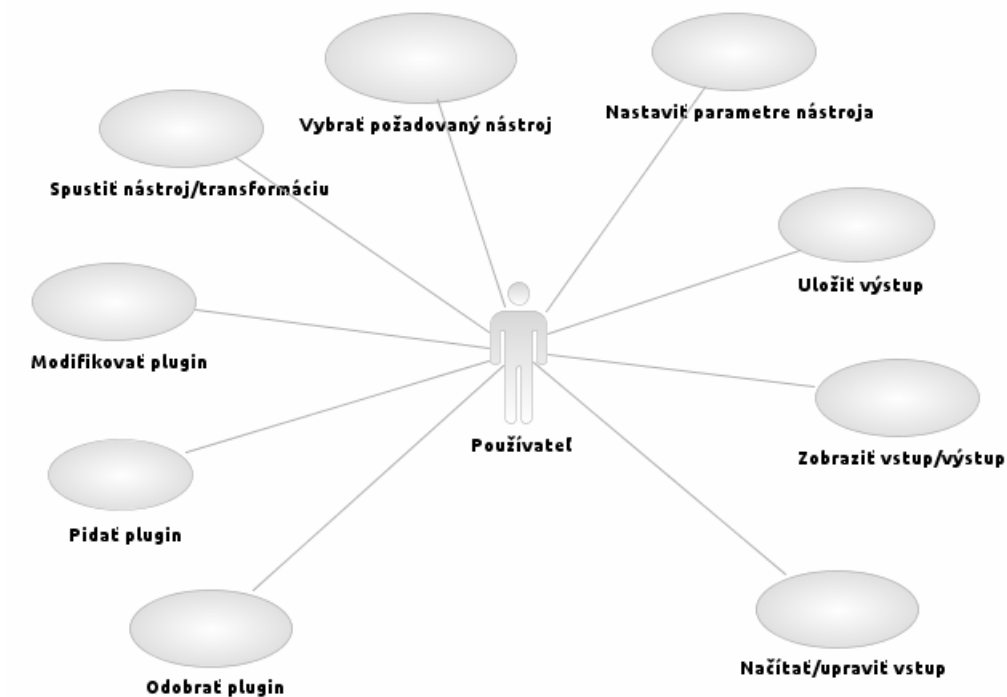 Vybrať požadovaný nástroj
Nastaviť parametre nástroja
Spustiť nástroj/transformáciu
Uložiť výstup
Modifikovať plugin
Používateľ
Zobraziť vstup/výstup
Pidať plugin
Načítať/upraviť vstup
Odobrať plugin